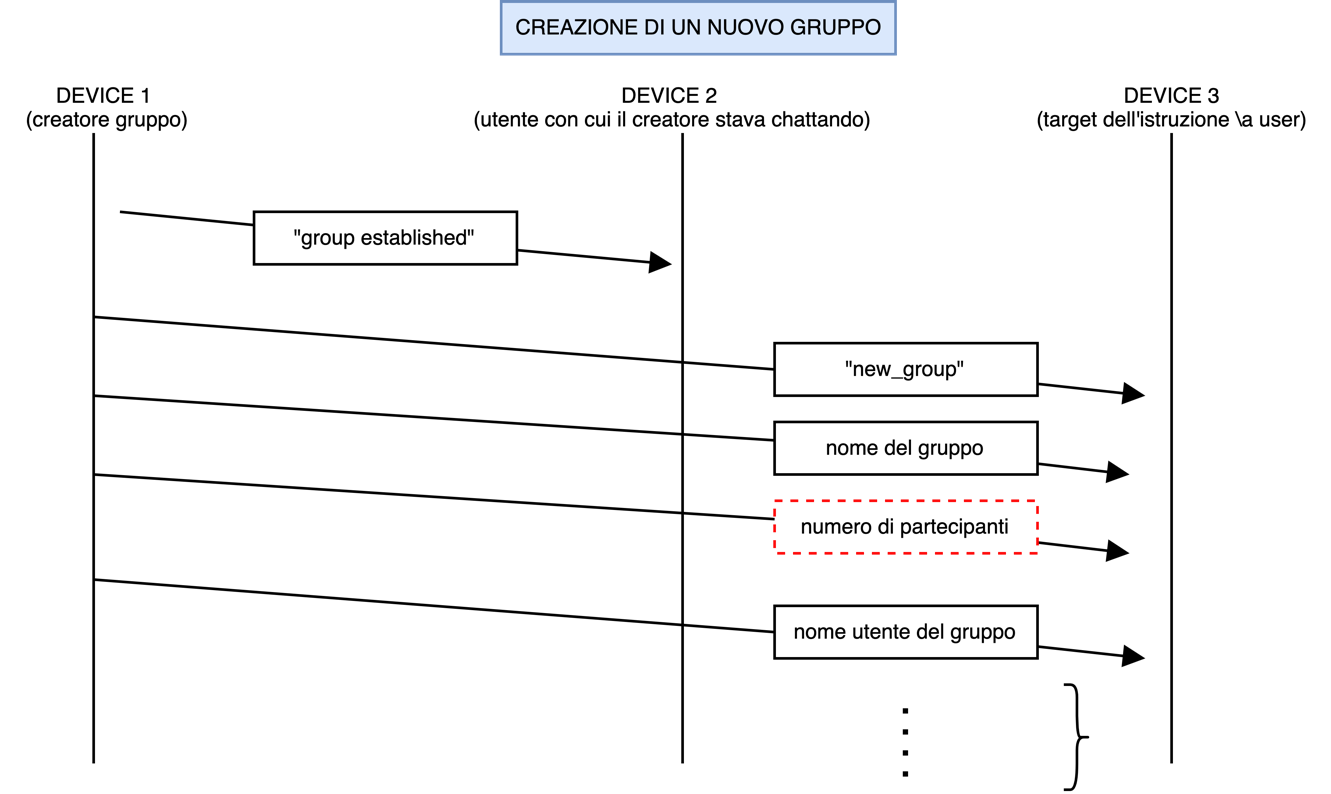 CREAZIONE DI UN NUOVO GRUPPO
DEVICE 1
(creatore gruppo)
DEVICE 2
(utente con cui il creatore stava chattando)
DEVICE 3
(target dell'istruzione \a user)
"group established"
"new_group"
nome del gruppo
numero di partecipanti
nome utente del gruppo